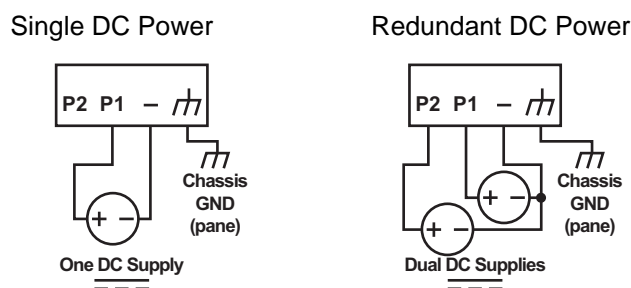 Single DC Power
Redundant DC Power
P2 P1 –
P2 P1 –
Chassis
GND
(pane)
Chassis
GND
(pane)
+ –
+ –
+ –
One DC Supply
Dual DC Supplies